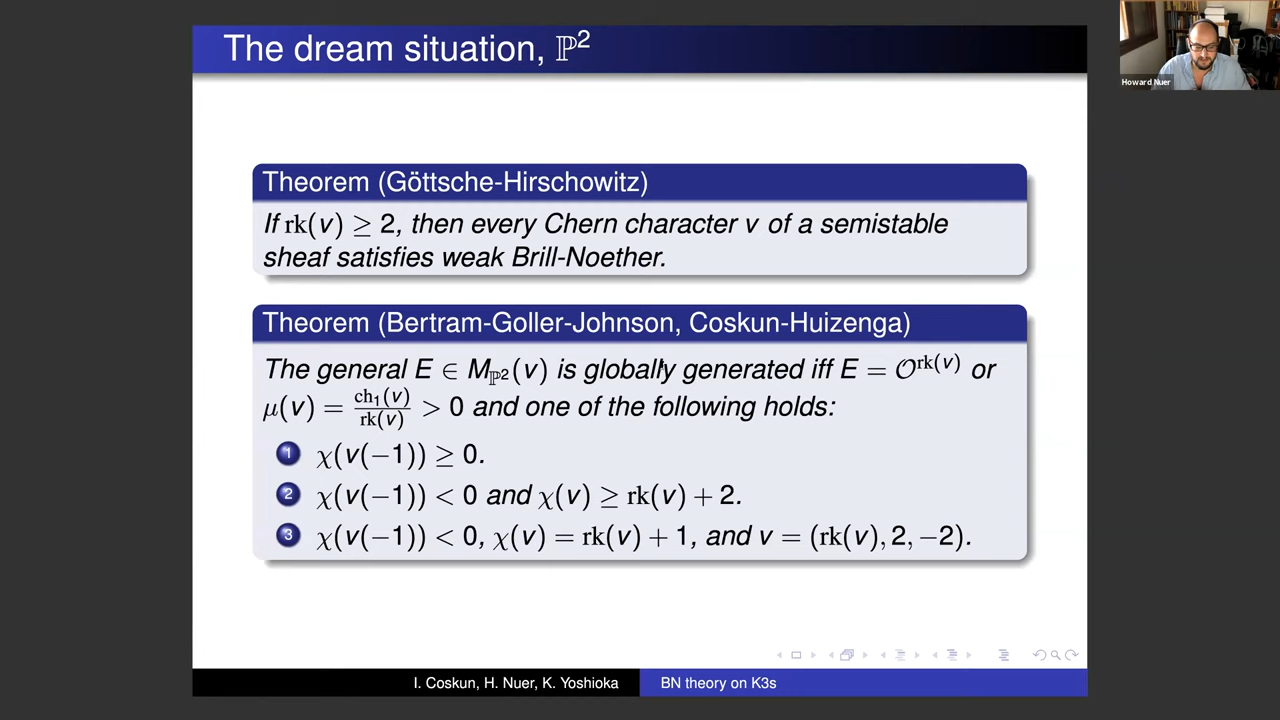 The dream situation, ℙ²
Howard Nuer
Theorem (Göttsche-Hirschowitz)
If rk(v) ≥ 2, then every Chern character v of a semistable
sheaf satisfies weak Brill-Noether.
Theorem (Bertram-Goller-Johnson, Coskun-Huizenga)
The general E ∈ M_ℙ²(v) is globally generated iff E = 𝒪^rk(v) or
μ(v) = ch₁(v)/rk(v) > 0 and one of the following holds:
1 χ(v(−1)) ≥ 0.
2 χ(v(−1)) < 0 and χ(v) ≥ rk(v) + 2.
3 χ(v(−1)) < 0, χ(v) = rk(v) + 1, and v = (rk(v), 2, −2).
I. Coskun, H. Nuer, K. Yoshioka
BN theory on K3s